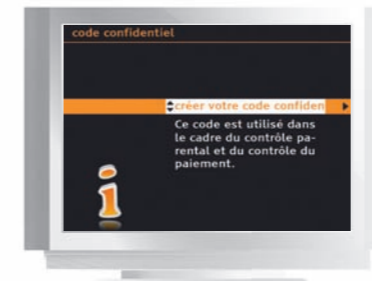 code confidentiel
créer votre code confiden
Ce code est utilisé dans
le cadre du contrôle pa-
rental et du contrôle du
paiement.